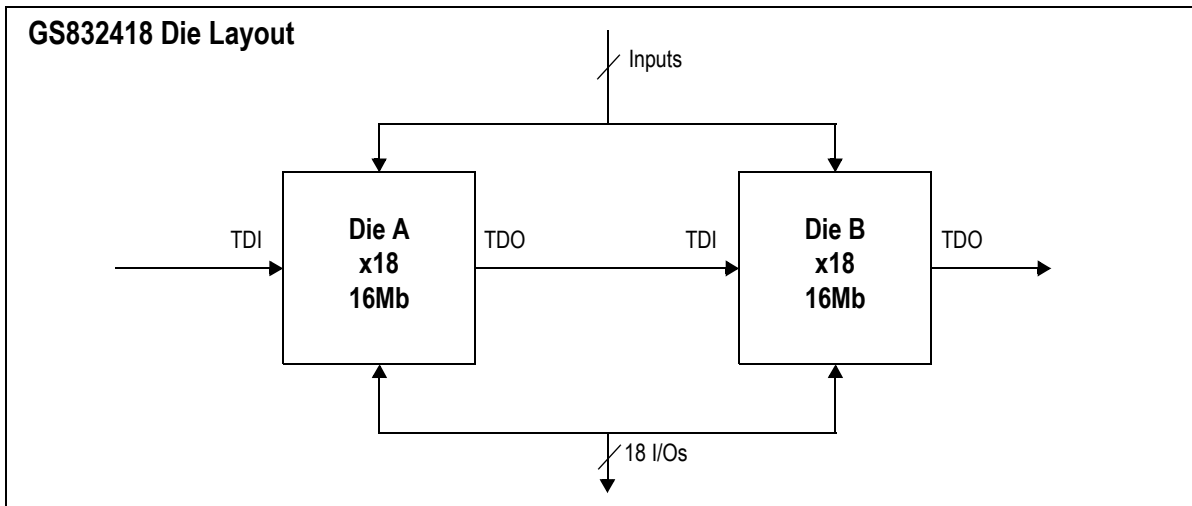 GS832418 Die Layout
Inputs
TDI
Die A
x18
16Mb
TDO
TDI
Die B
x18
16Mb
TDO
18 I/Os